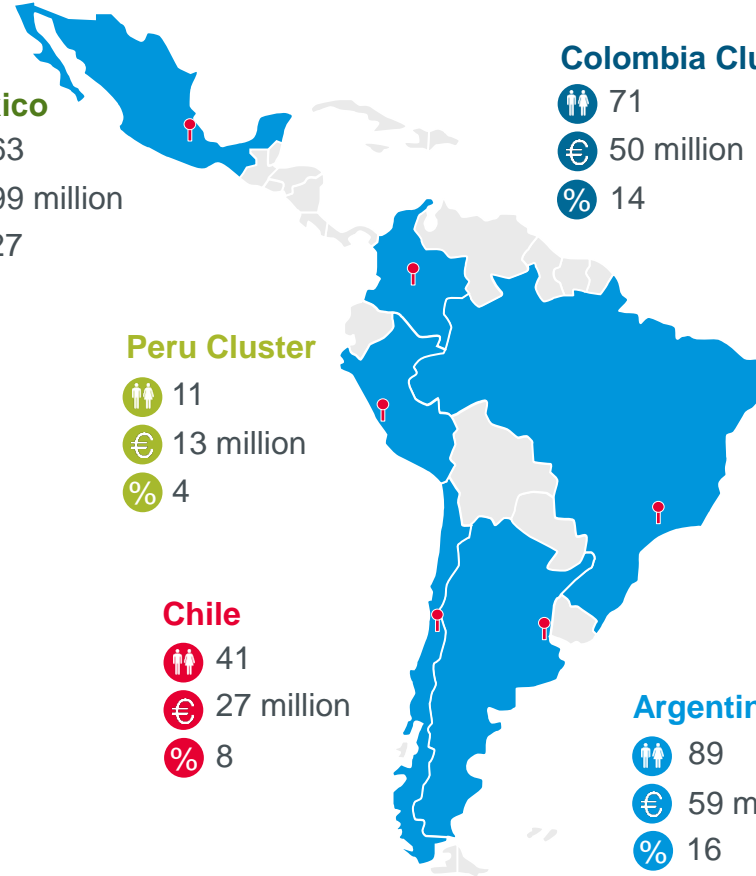 Colombia Clu
71
€ 50 million
% 14
ico
63
99 million
27
Peru Cluster
11
€ 13 million
% 4
Chile
41
€ 27 million
% 8
Argentin
89
€ 59 m
% 16